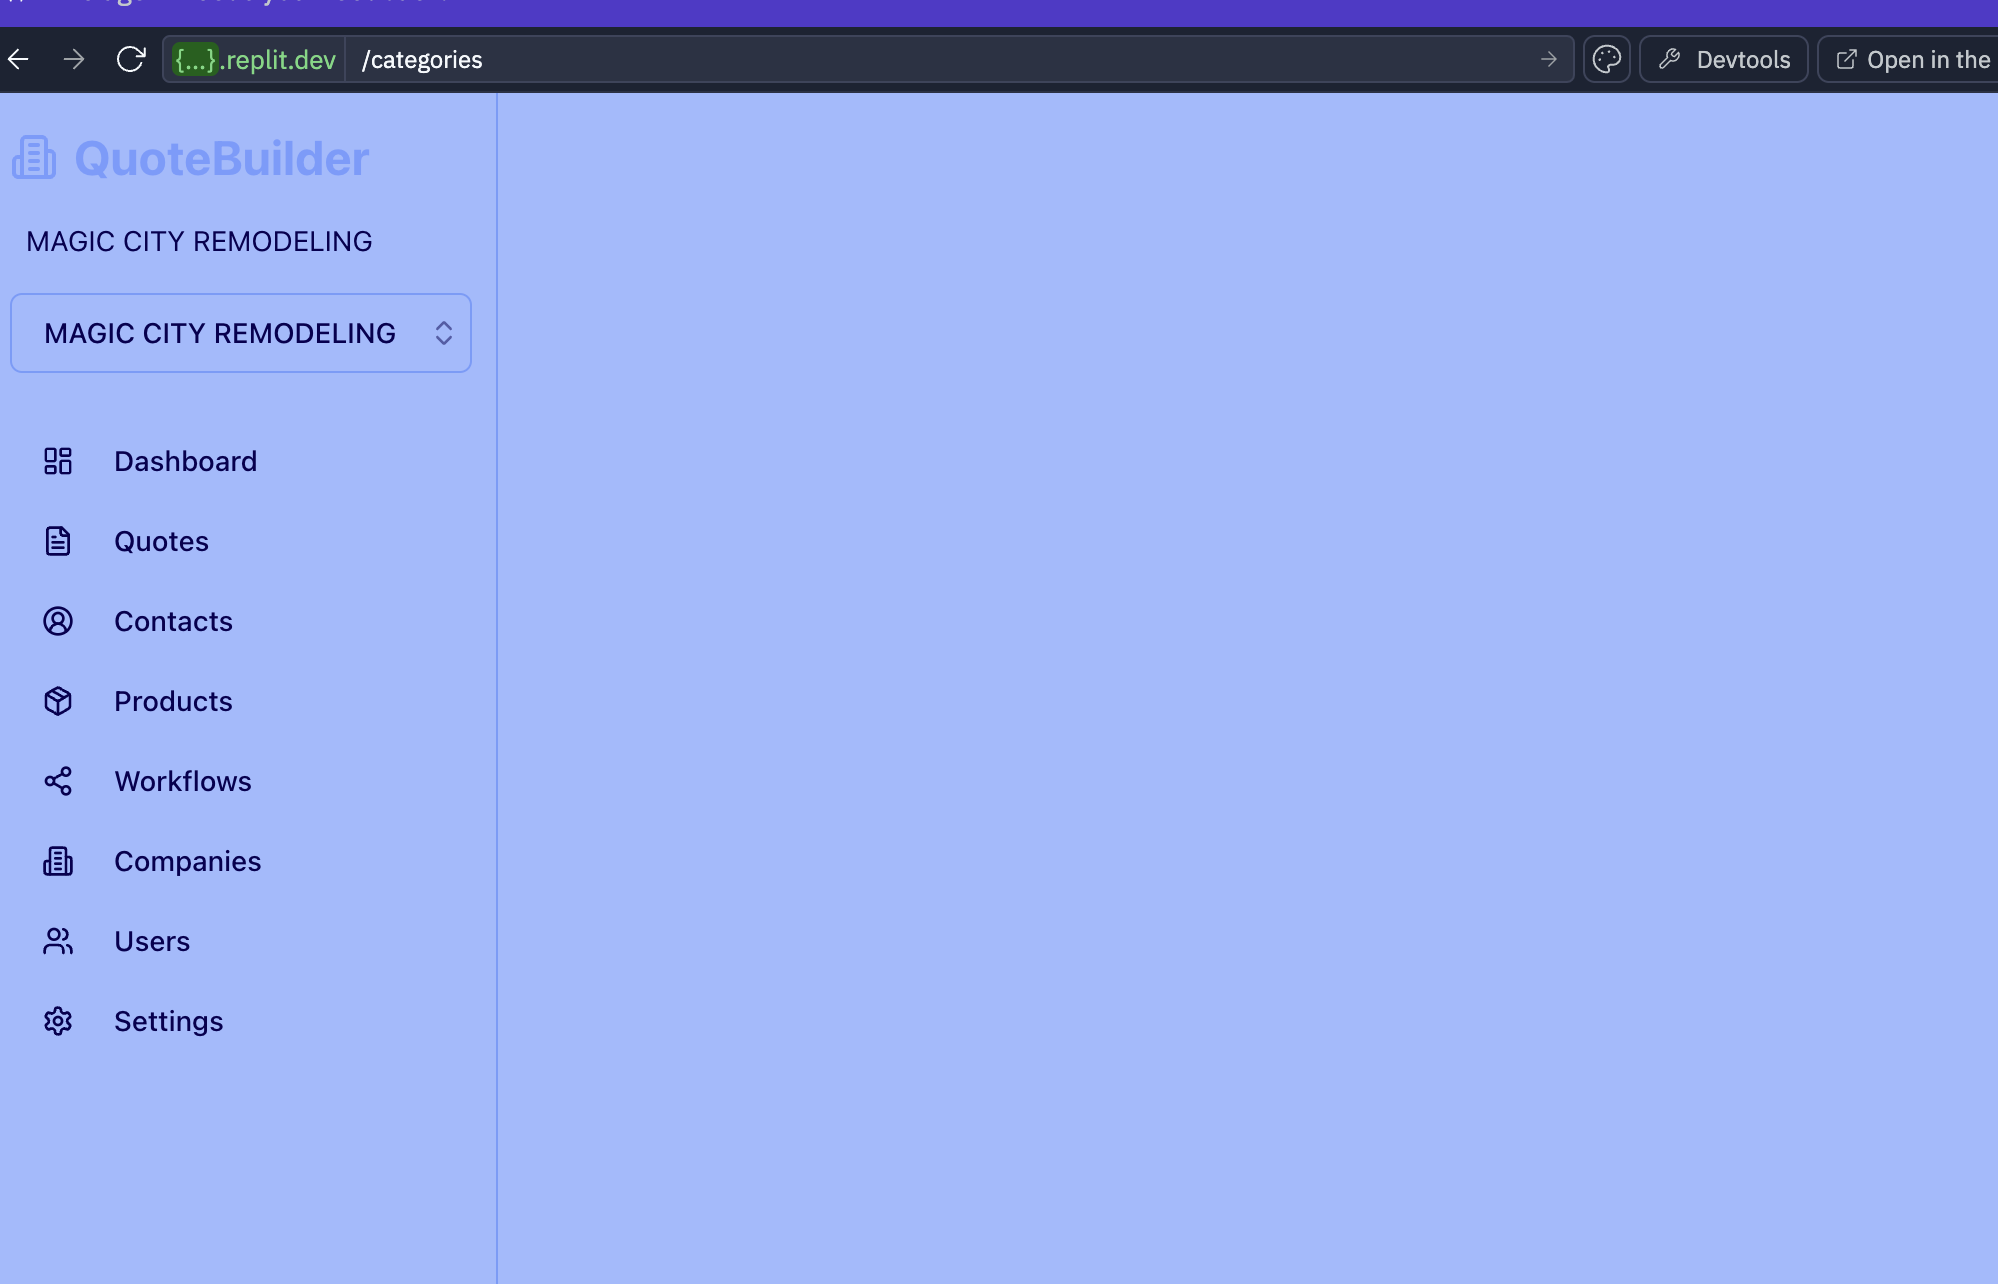 {...}.replit.dev /categories
Devtools
Open in the
QuoteBuilder
MAGIC CITY REMODELING
MAGIC CITY REMODELING
Dashboard
Quotes
Contacts
Products
Workflows
Companies
Users
Settings